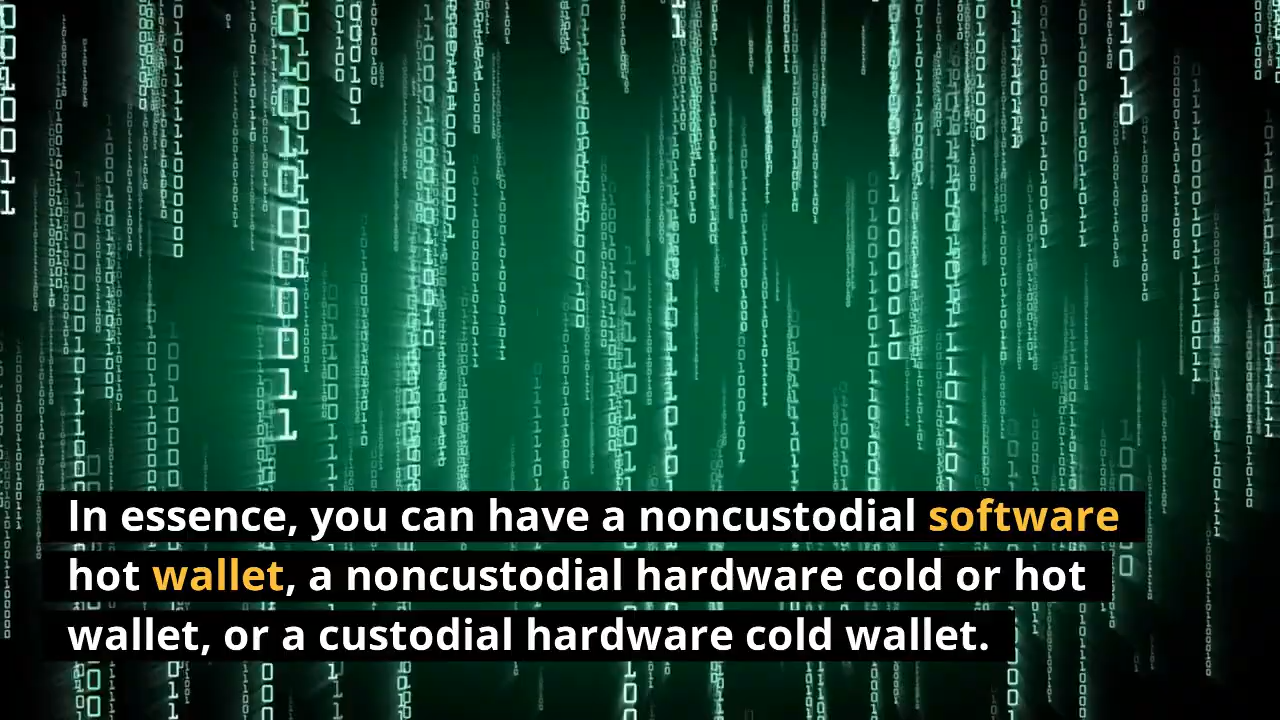 In essence, you can have a noncustodial software
hot wallet, a noncustodial hardware cold or hot
wallet, or a custodial hardware cold wallet.